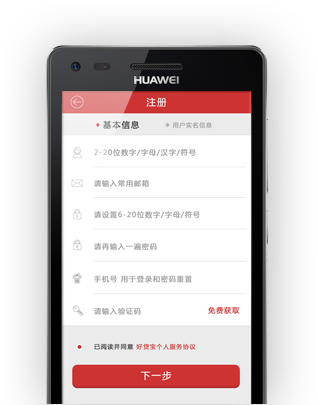 HUAWEI
注册
基本信息
用户实名信息
2-20位数字/字母/汉字/符号
请输入常用邮箱
请设置6-20位数字/字母/符号
请再输入一遍密码
手机号 用于登录和密码重置
请输入验证码 免费获取
已阅读并同意 好贷宝个人服务协议
下一步